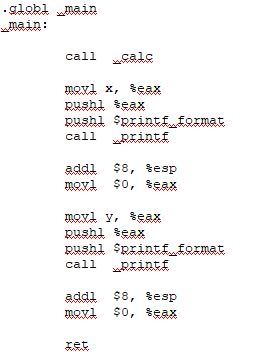 .globl _main
_main:
call _calc
movl x, %eax
pushl %eax
pushl $printf_format
call _printf
addl $8, %esp
movl $0, %eax
movl y, %eax
pushl %eax
pushl $printf_format
call _printf
addl $8, %esp
movl $0, %eax
ret